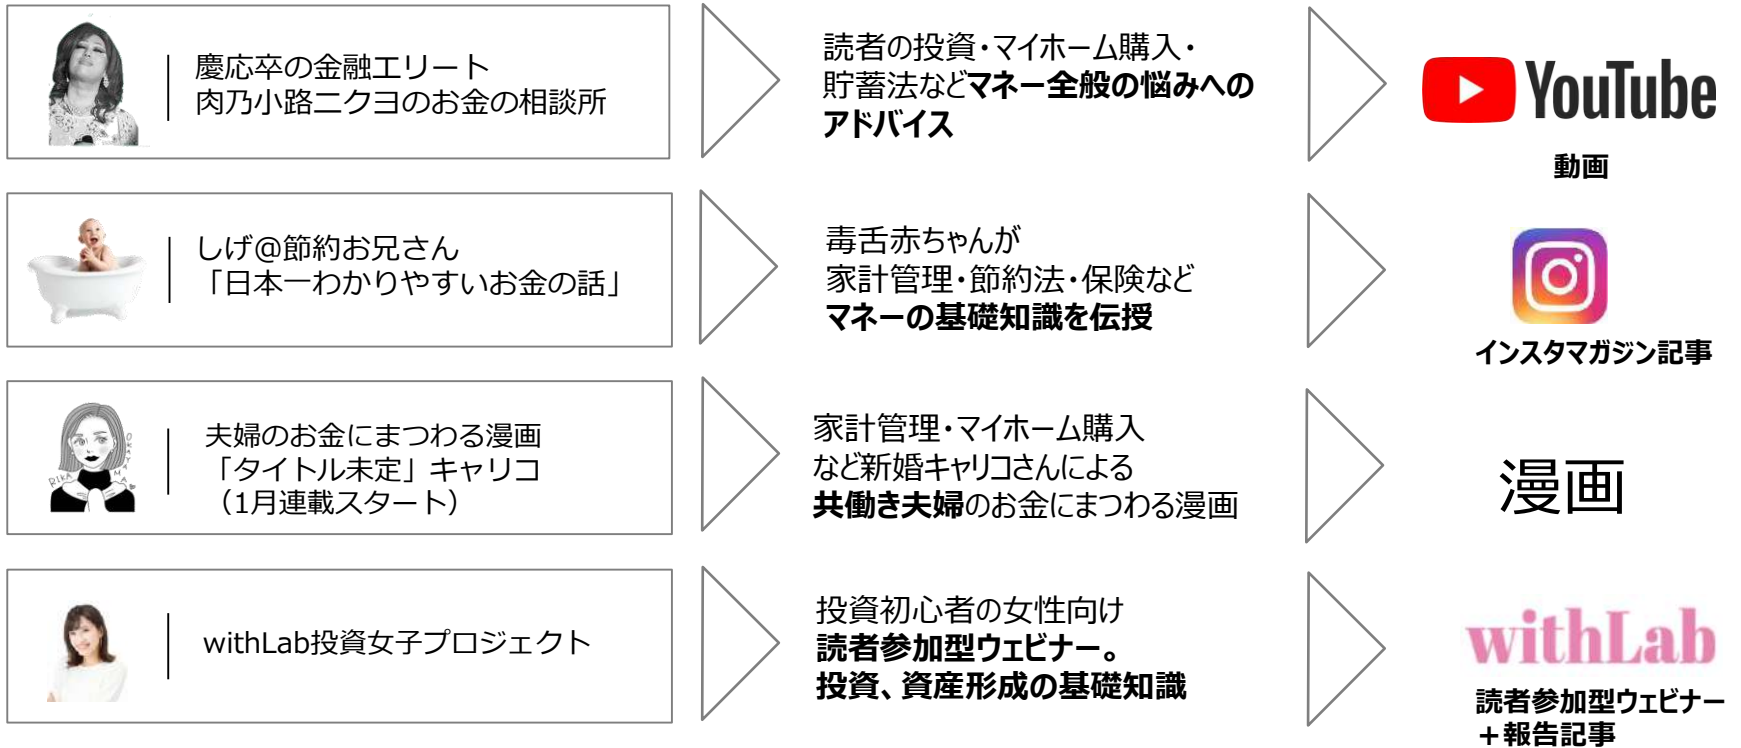 慶応卒の金融エリート
肉乃小路ニクヨのお金の相談所
読者の投資・マイホーム購入・
貯蓄法などマネー全般の悩みへの
アドバイス
YouTube
動画
しげ@節約お兄さん
「日本一わかりやすいお金の話」
毒舌赤ちゃんが
家計管理・節約法・保険など
マネーの基礎知識を伝授
インスタマガジン記事
夫婦のお金にまつわる漫画
「タイトル未定」キャリコ
（1月連載スタート）
RIKA
OKAYAMA
家計管理・マイホーム購入
など新婚キャリコさんによる
共働き夫婦のお金にまつわる漫画
漫画
withLab投資女子プロジェクト
投資初心者の女性向け
読者参加型ウェビナー。
投資、資産形成の基礎知識
withLab
読者参加型ウェビナー
＋報告記事